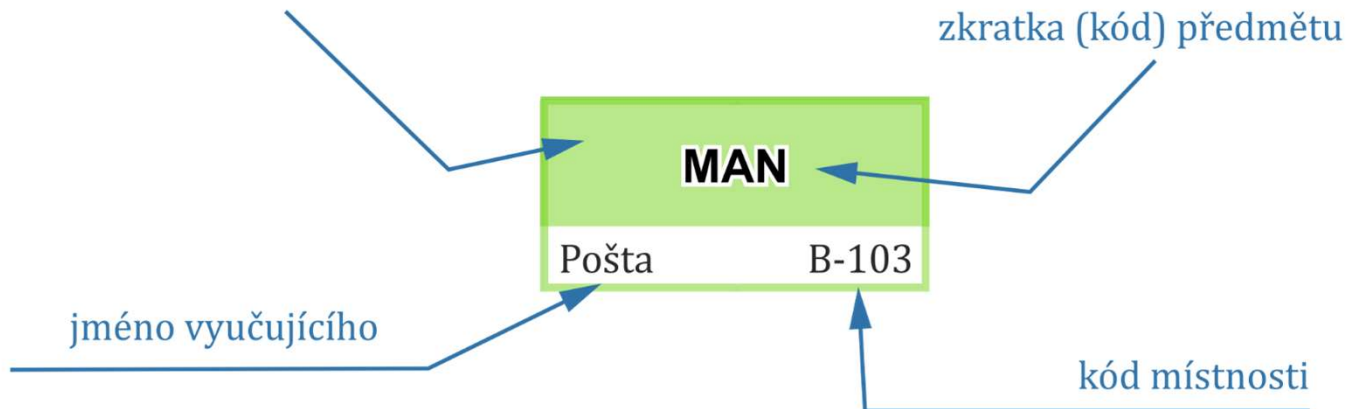 zkratka (kód) předmětu
MAN
Pošta B-103
jméno vyučujícího
kód místnosti